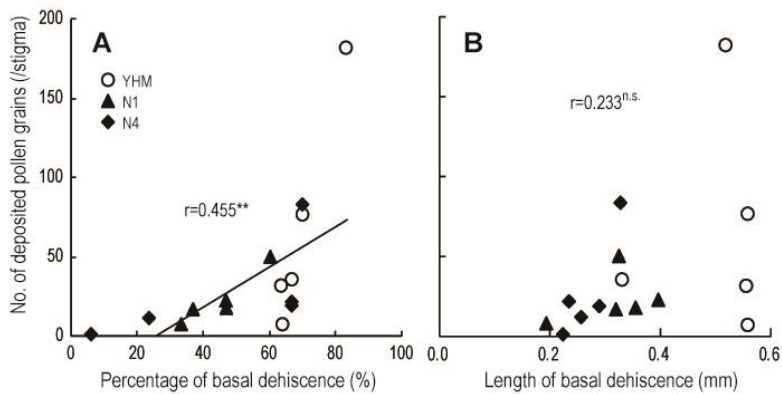 A
B
200
150
100
50
0
YHM
N1
N4
r=0.455**
r=0.233n.s.
No. of deposited pollen grains (/stigma)
0 20 40 60 80 100
0.0 0.2 0.4 0.6
Percentage of basal dehiscence (%)
Length of basal dehiscence (mm)